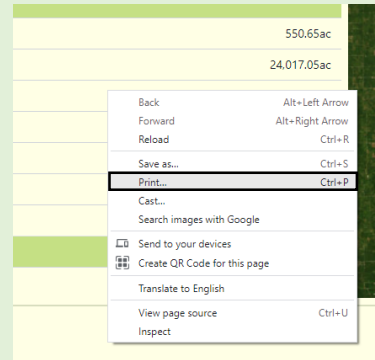 550.65ac
24,017.05ac
Back Alt+Left Arrow
Forward Alt+Right Arrow
Reload Ctrl+R
Save as... Ctrl+S
Print... Ctrl+P
Cast...
Search images with Google
Send to your devices
Create QR Code for this page
Translate to English
View page source Ctrl+U
Inspect